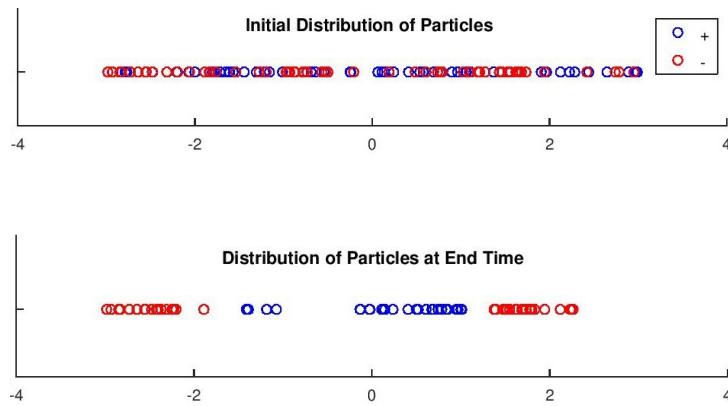 Initial Distribution of Particles
+
-
-4 -2 0 2 4
Distribution of Particles at End Time
-4 -2 0 2 4